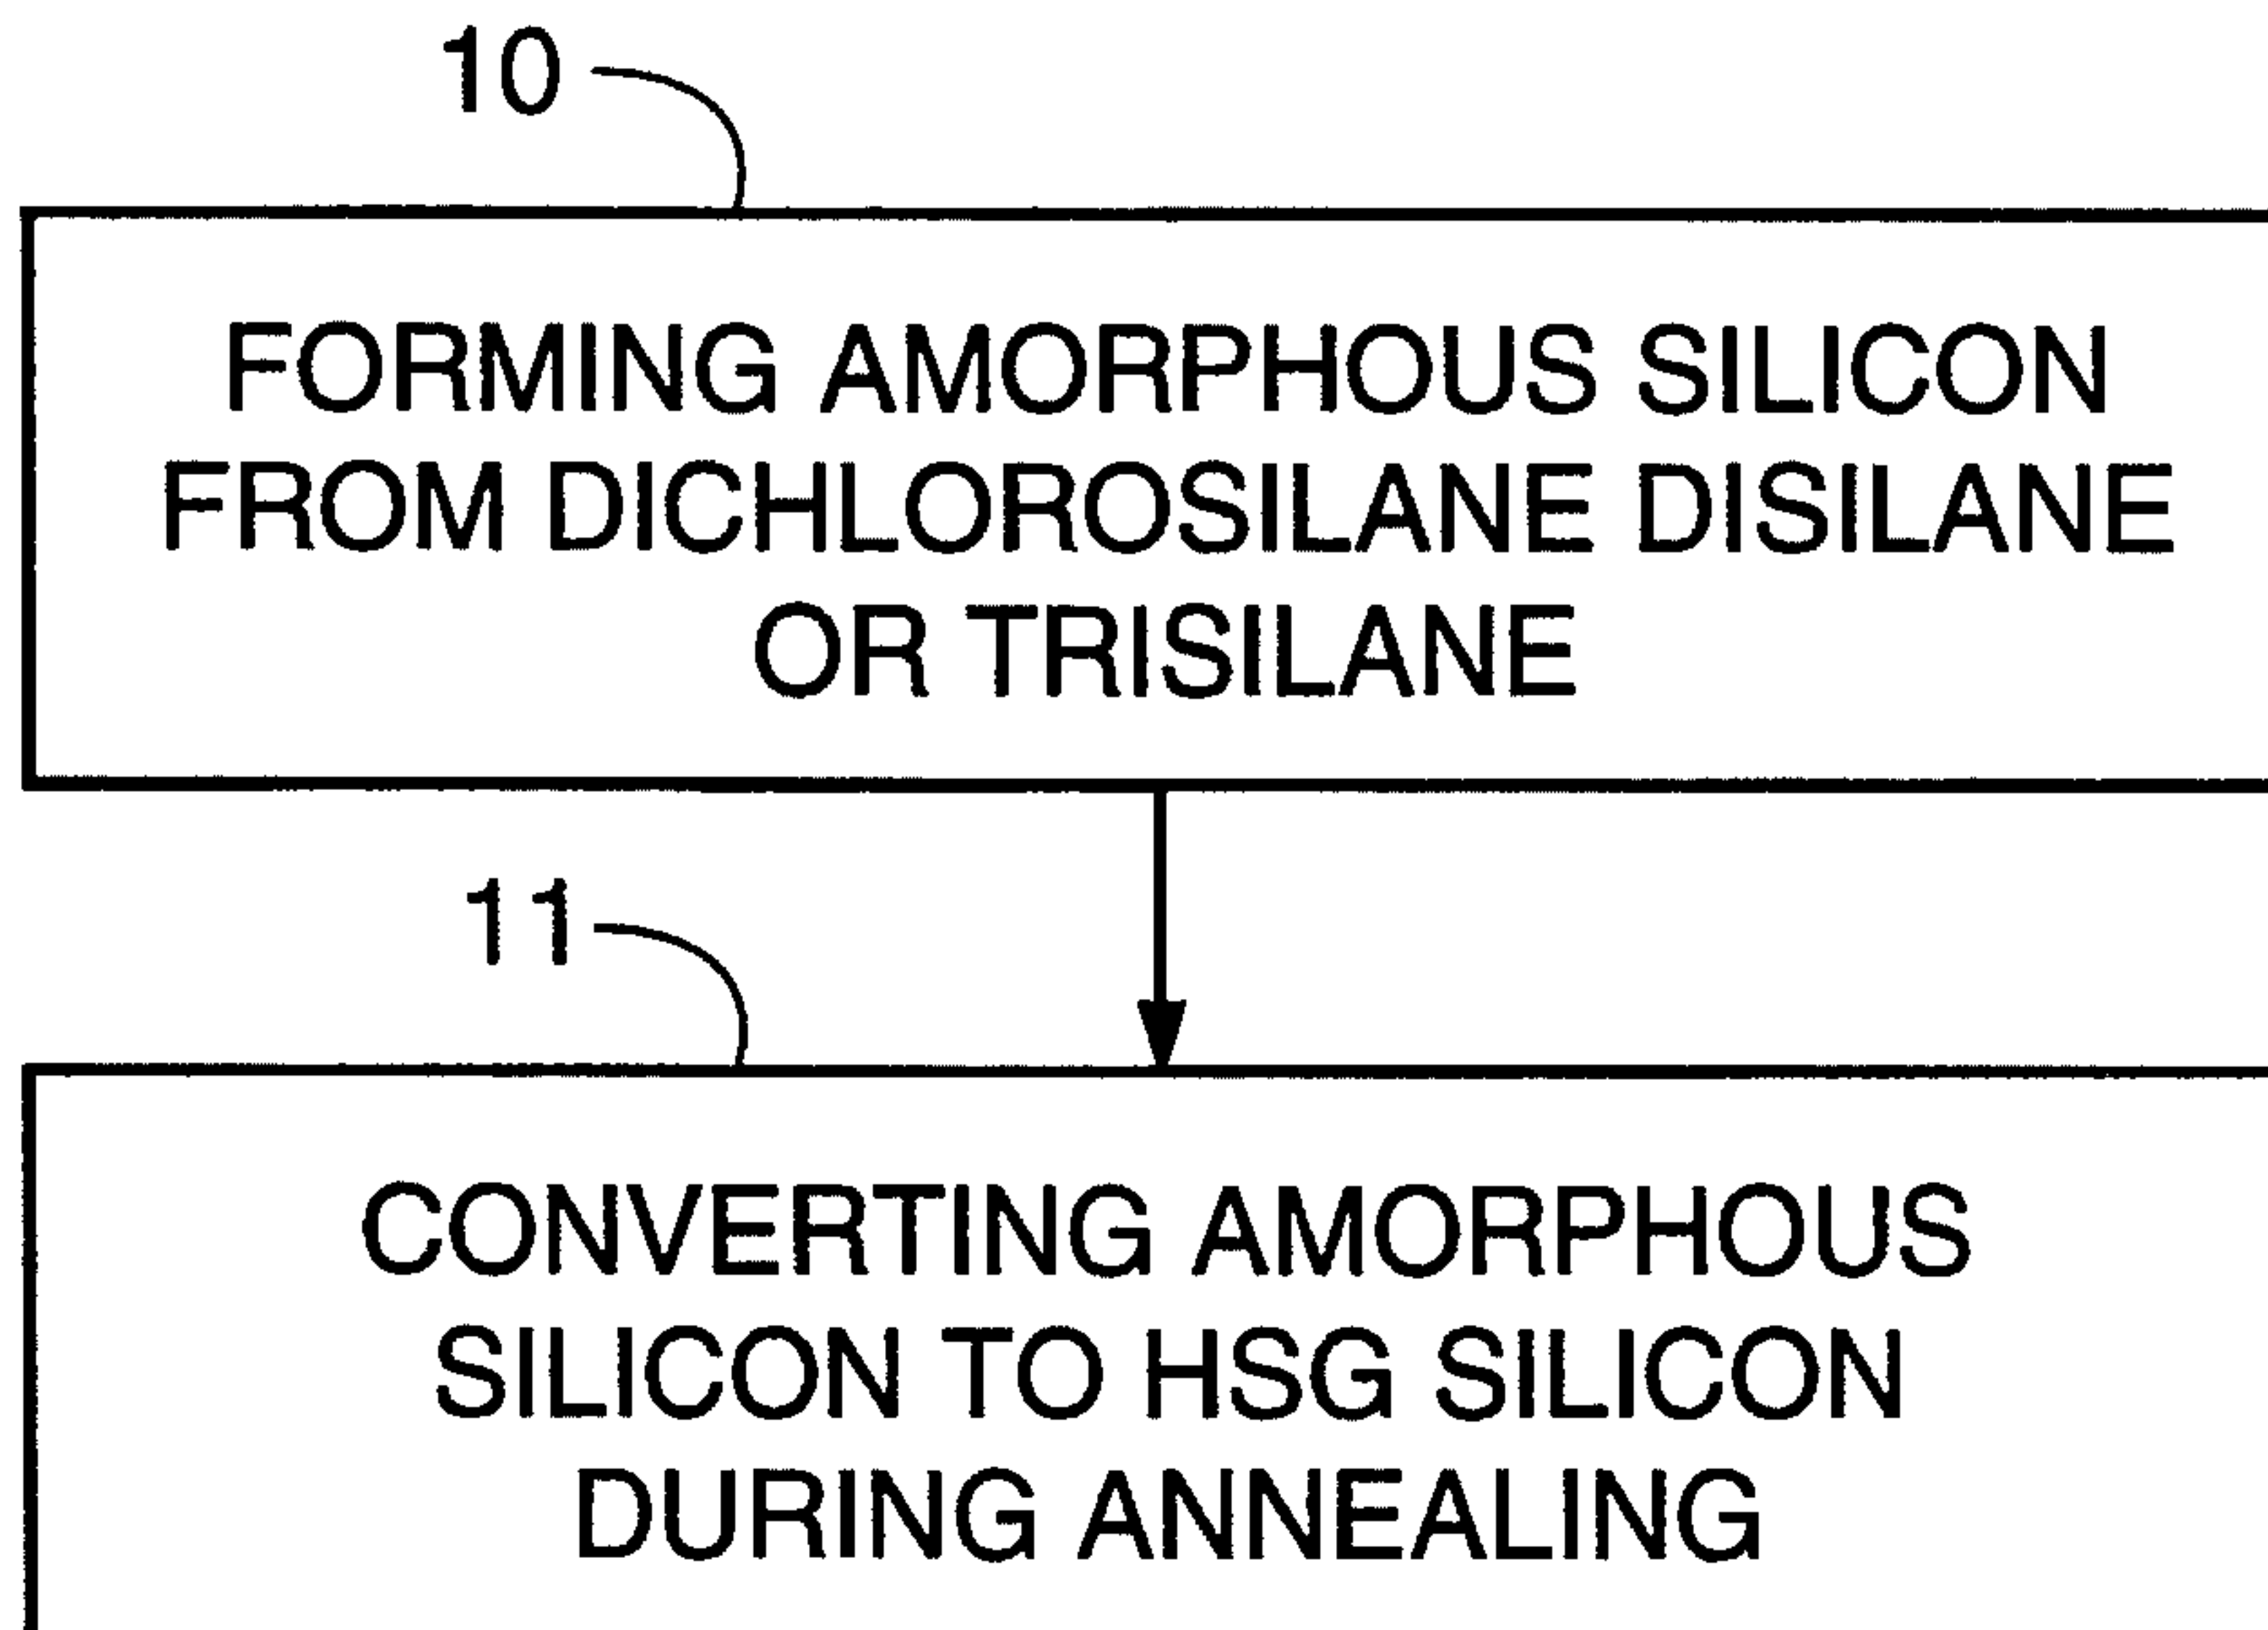 10
FORMING AMORPHOUS SILICON
FROM DICHLOROSILANE DISILANE
OR TRISILANE
11
CONVERTING AMORPHOUS
SILICON TO HSG SILICON
DURING ANNEALING